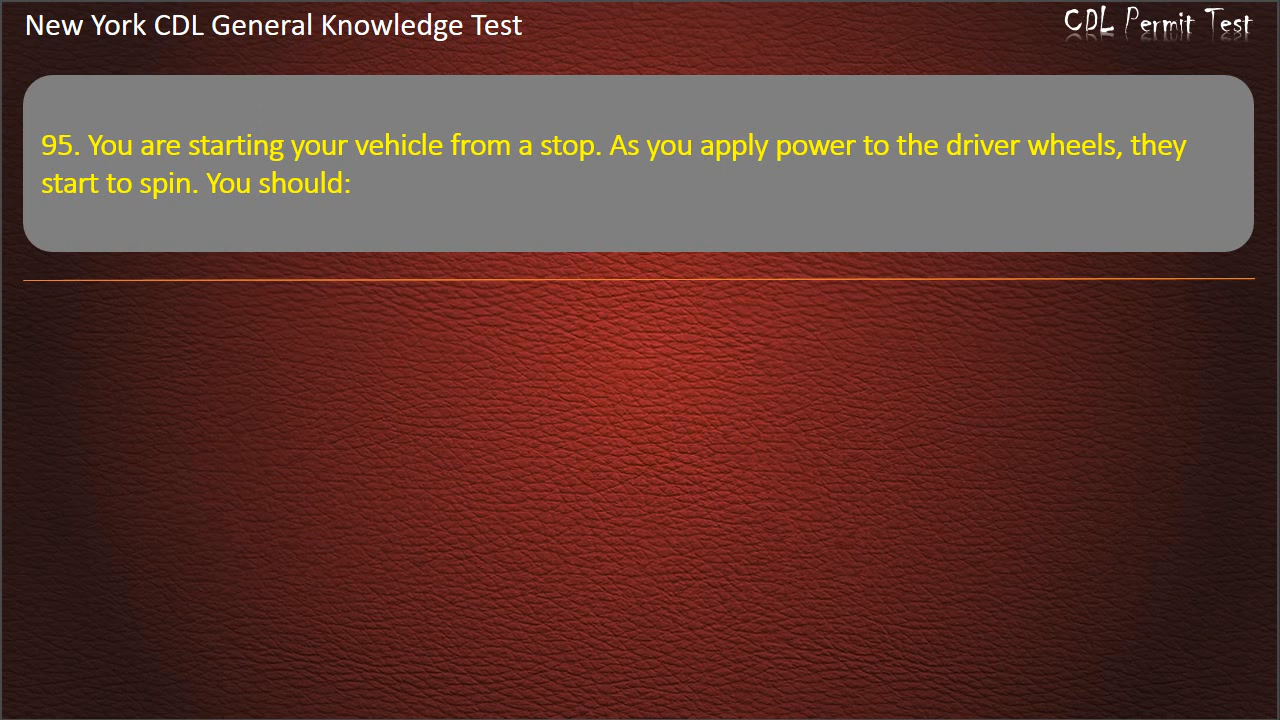 New York CDL General Knowledge Test
CDL Permit Test
95. You are starting your vehicle from a stop. As you apply power to the driver wheels, they
start to spin. You should: